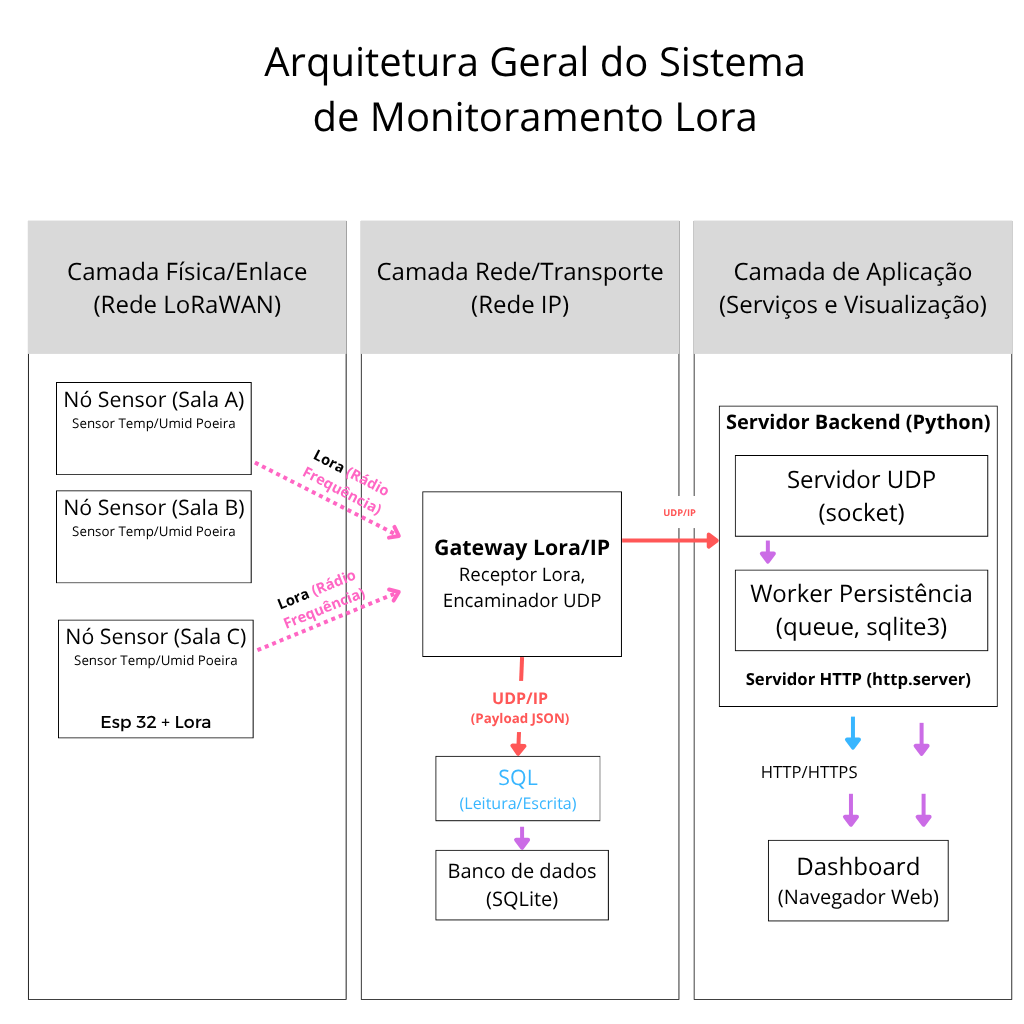 Arquitetura Geral do Sistema
de Monitoramento Lora
Camada Física/Enlace
(Rede LoRaWAN)
Nó Sensor (Sala A)
Sensor Temp/Umid Poeira
Nó Sensor (Sala B)
Sensor Temp/Umid Poeira
Nó Sensor (Sala C)
Sensor Temp/Umid Poeira
Esp 32 + Lora
Lora (Rádio
Frequência)
Lora (Rádio
Frequência)
Camada Rede/Transporte
(Rede IP)
Gateway Lora/IP
Receptor Lora,
Encaminador UDP
UDP/IP
(Payload JSON)
SQL
(Leitura/Escrita)
Banco de dados
(SQLite)
UDP/IP
Camada de Aplicação
(Serviços e Visualização)
Servidor Backend (Python)
Servidor UDP
(socket)
Worker Persistência
(queue, sqlite3)
Servidor HTTP (http.server)
HTTP/HTTPS
Dashboard
(Navegador Web)